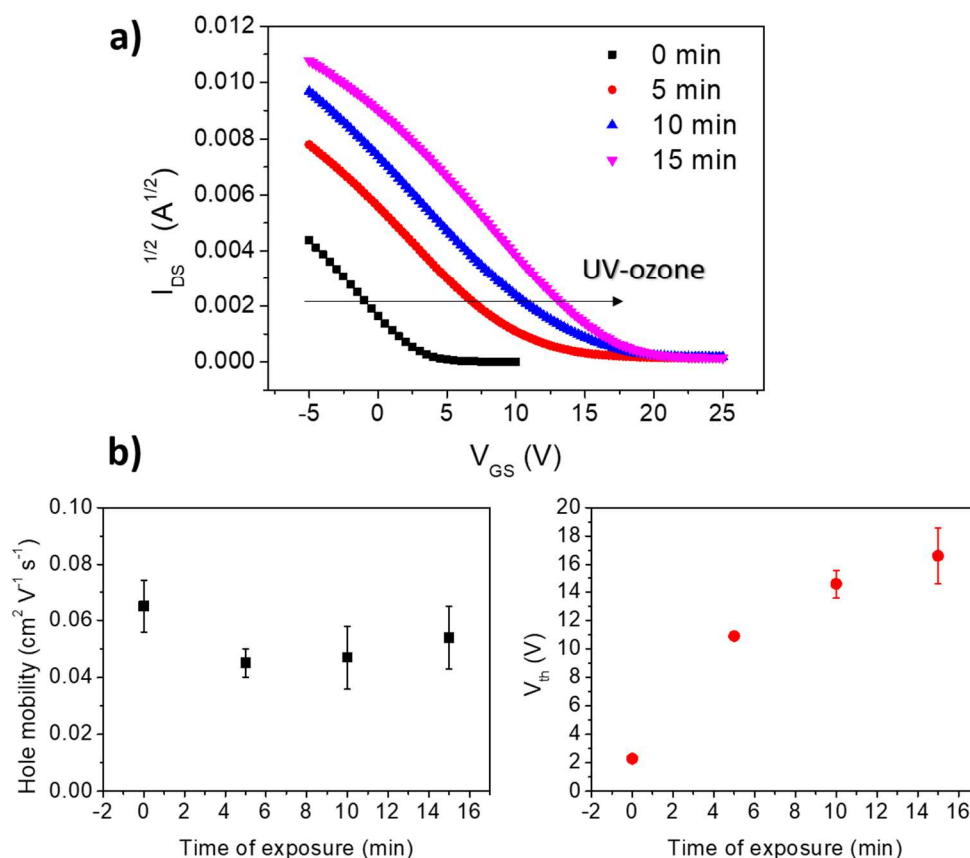 a)
0.012
0.010
0.008
0.006
0.004
0.002
0.000
I_DS^1/2 (A^1/2)
0 min
5 min
10 min
15 min
UV-ozone
-5 0 5 10 15 20 25
V_GS (V)
b)
0.10
0.08
0.06
0.04
0.02
0.00
Hole mobility (cm² V⁻¹ s⁻¹)
-2 0 2 4 6 8 10 12 14 16
Time of exposure (min)
20
18
16
14
12
10
8
6
4
2
0
V_th (V)
-2 0 2 4 6 8 10 12 14 16
Time of exposure (min)